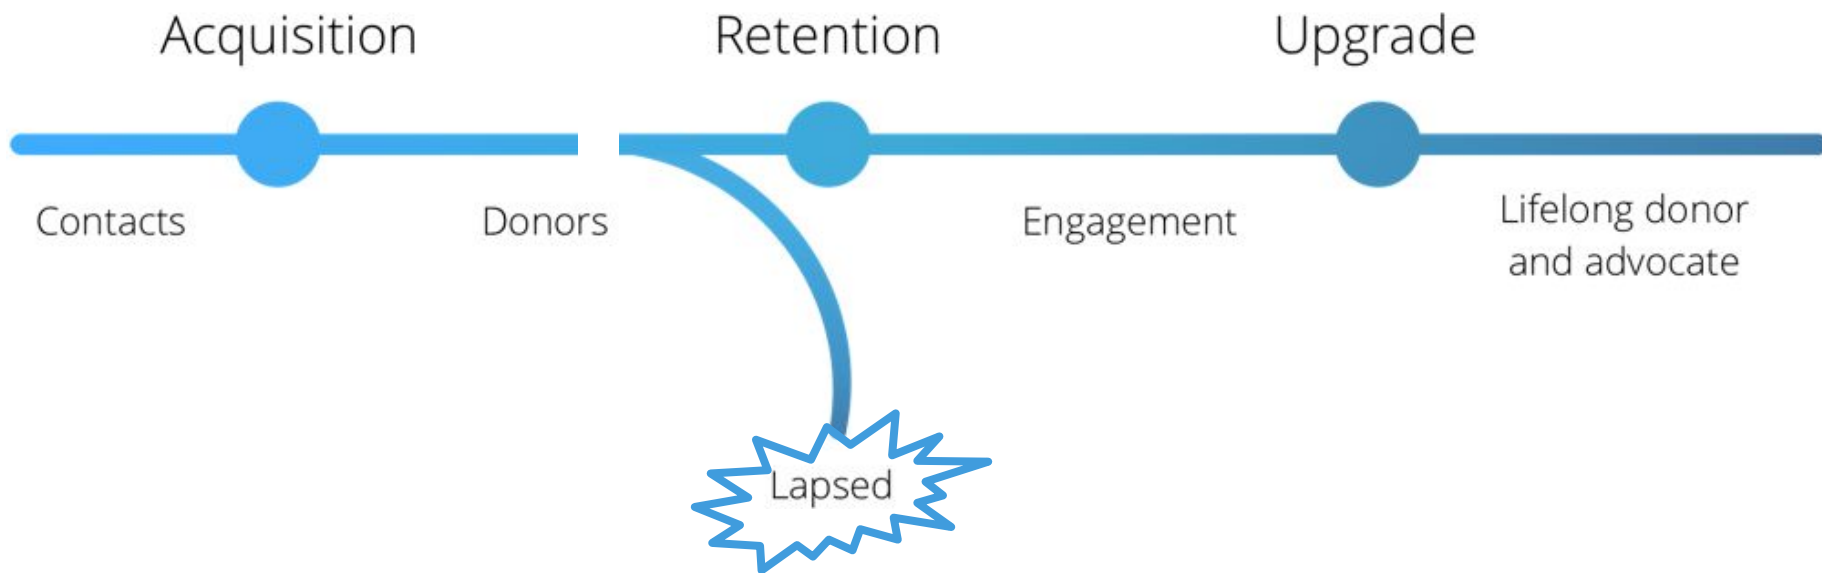 Acquisition
Retention
Upgrade
Contacts
Donors
Engagement
Lifelong donor
and advocate
Lapsed